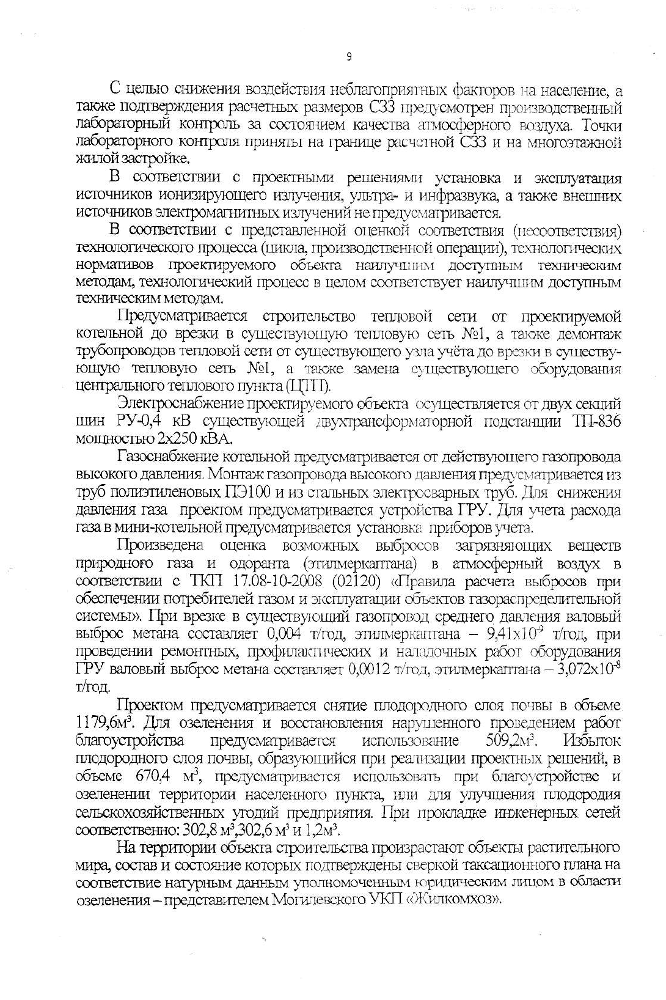 9
С целью снижения воздействия неблагоприятных факторов на население, а
также подтверждения расчетных размеров СЗЗ предусмотрен производственный
лабораторный контроль за состоянием качества атмосферного воздуха. Точки
лабораторного контроля приняты на границе расчетной СЗЗ и на многоэтажной
жилой застройке.
В соответствии с проектными решениями установка и эксплуатация
источников ионизирующего излучения, ультра- и инфразвука, а также внешних
источников электромагнитных излучений не предусматривается.
В соответствии с представленной оценкой соответствия (несоответствия)
технологического процесса (цикла, производственной операции), технологических
нормативов проектируемого объекта наилучшим доступным техническим
методам, технологический процесс в целом соответствует наилучшим доступным
техническим методам.
Предусматривается строительство тепловой сети от проектируемой
котельной до врезки в существующую тепловую сеть №1, а также демонтаж
трубопроводов тепловой сети от существующего узла учёта до врезки в существу-
ющую тепловую сеть №1, а также замена существующего оборудования
центрального теплового пункта (ЦТП).
Электроснабжение проектируемого объекта осуществляется от двух секций
шин РУ-0,4 кВ существующей двухтрансформаторной подстанции ТП-836
мощностью 2х250 кВА.
Газоснабжение котельной предусматривается от действующего газопровода
высокого давления. Монтаж газопровода высокого давления предусматривается из
труб полиэтиленовых ПЭ100 и из стальных электросварных труб. Для снижения
давления газа проектом предусматривается устройства ГРУ. Для учета расхода
газа в мини-котельной предусматривается установка приборов учета.
Произведена оценка возможных выбросов загрязняющих веществ
природного газа и одоранта (этилмеркаптана) в атмосферный воздух в
соответствии с ТКП 17.08-10-2008 (02120) «Правила расчета выбросов при
обеспечении потребителей газом и эксплуатации объектов газораспределительной
системы». При врезке в существующий газопровод среднего давления валовый
выброс метана составляет 0,004 т/год, этилмеркаптана – 9,41х10⁻⁹ т/год, при
проведении ремонтных, профилактических и наладочных работ оборудования
ГРУ валовый выброс метана составляет 0,0012 т/год, этилмеркаптана – 3,072х10⁻⁸
т/год.
Проектом предусматривается снятие плодородного слоя почвы в объеме
1179,6м³. Для озеленения и восстановления нарушенного проведением работ
благоустройства предусматривается использование 509,2м³. Избыток
плодородного слоя почвы, образующийся при реализации проектных решений, в
объеме 670,4 м³, предусматривается использовать при благоустройстве и
озеленении территории населенного пункта, или для улучшения плодородия
сельскохозяйственных угодий предприятия. При прокладке инженерных сетей
соответственно: 302,8 м³,302,6 м³ и 1,2м³.
На территории объекта строительства произрастают объекты растительного
мира, состав и состояние которых подтверждены сверкой таксационного плана на
соответствие натурным данным уполномоченным юридическим лицом в области
озеленения – представителем Могилевского УКП «Жилкомхоз».